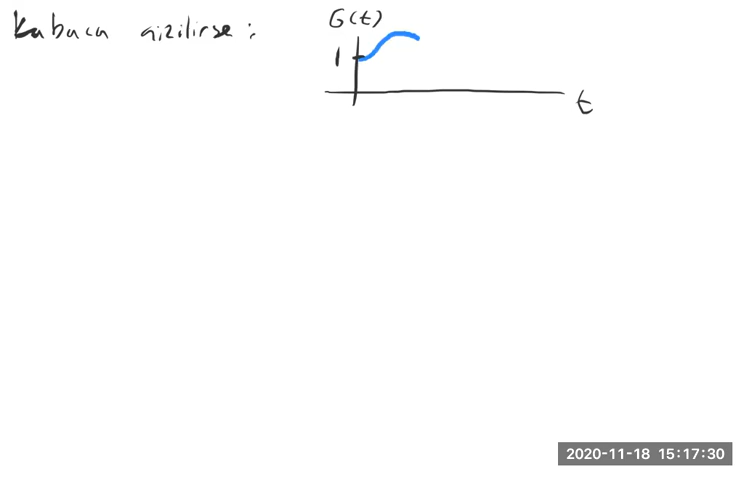 Kabaca çizilirse :
G(t)
1
t
2020-11-18 15:17:30